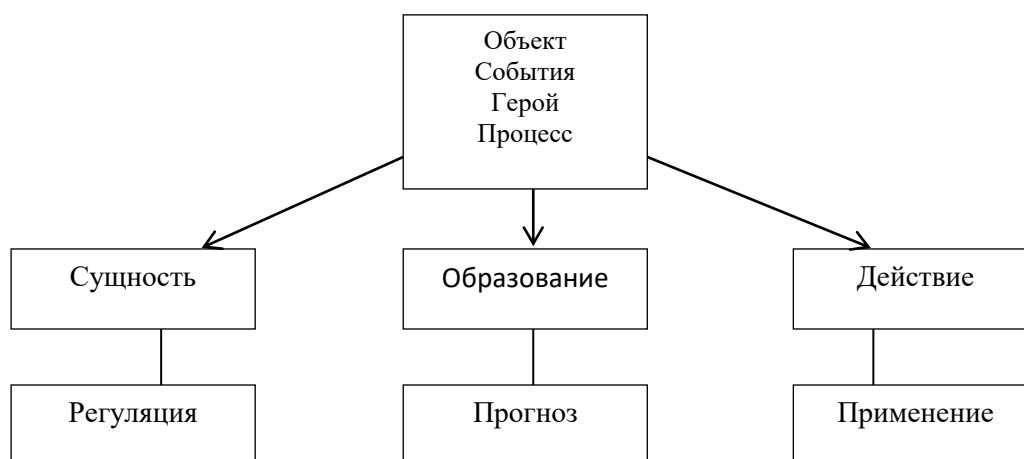 Объект
События
Герой
Процесс
Сущность
Образование
Действие
Регуляция
Прогноз
Применение